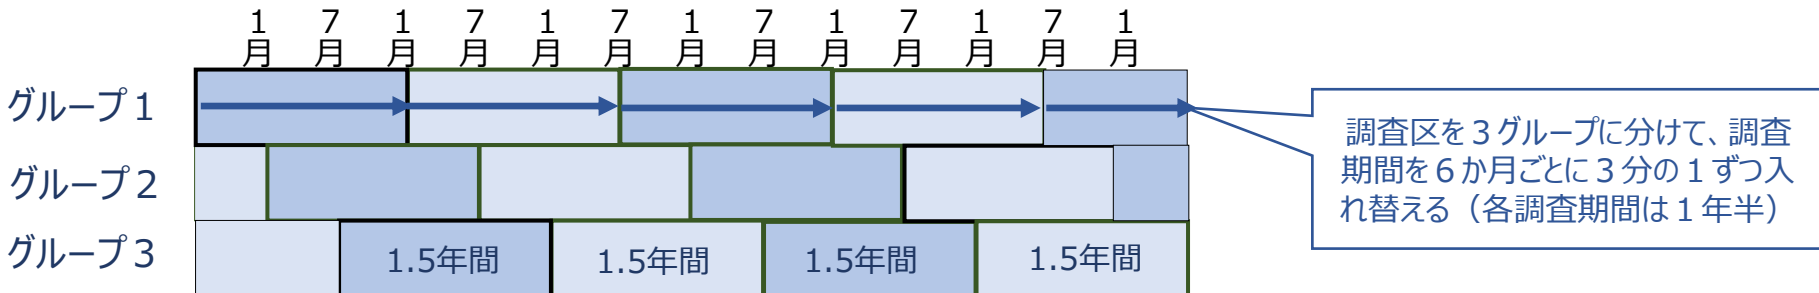 1月 7月 1月 7月 1月 7月 1月 7月 1月 7月 1月 7月 1月
グループ1
グループ2
グループ3
1.5年間 1.5年間 1.5年間 1.5年間
調査区を3グループに分けて、調査
期間を6か月ごとに3分の1ずつ入
れ替える（各調査期間は1年半）